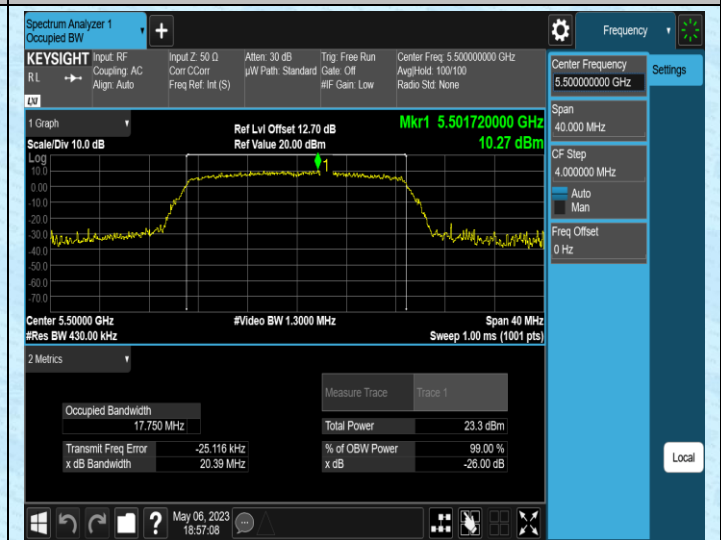 Spectrum Analyzer 1
Occupied BW
+
Frequency
KEYSIGHT
R L
LXI
Input: RF
Coupling: AC
Align: Auto
Input Z: 50 Ω
Corr CCorr
Freq Ref: Int (S)
Atten: 30 dB
µW Path: Standard
Trig: Free Run
Gate: Off
#IF Gain: Low
Center Freq: 5.500000000 GHz
Avg|Hold: 100/100
Radio Std: None
Center Frequency
5.500000000 GHz
Settings
Span
40.000 MHz
CF Step
4.000000 MHz
Auto
Man
Freq Offset
0 Hz
Local
1 Graph
Scale/Div 10.0 dB
Ref Lvl Offset 12.70 dB
Ref Value 20.00 dBm
Mkr1 5.501720000 GHz
10.27 dBm
Log
10.0
0.00
-10.0
-20.0
-30.0
-40.0
-50.0
-60.0
-70.0
1
Center 5.50000 GHz
#Res BW 430.00 kHz
#Video BW 1.3000 MHz
Span 40 MHz
Sweep 1.00 ms (1001 pts)
2 Metrics
Measure Trace
Trace 1
Occupied Bandwidth
17.750 MHz
Total Power
23.3 dBm
Transmit Freq Error
-25.116 kHz
% of OBW Power
99.00 %
x dB Bandwidth
20.39 MHz
x dB
-26.00 dB
?
May 06, 2023
18:57:08